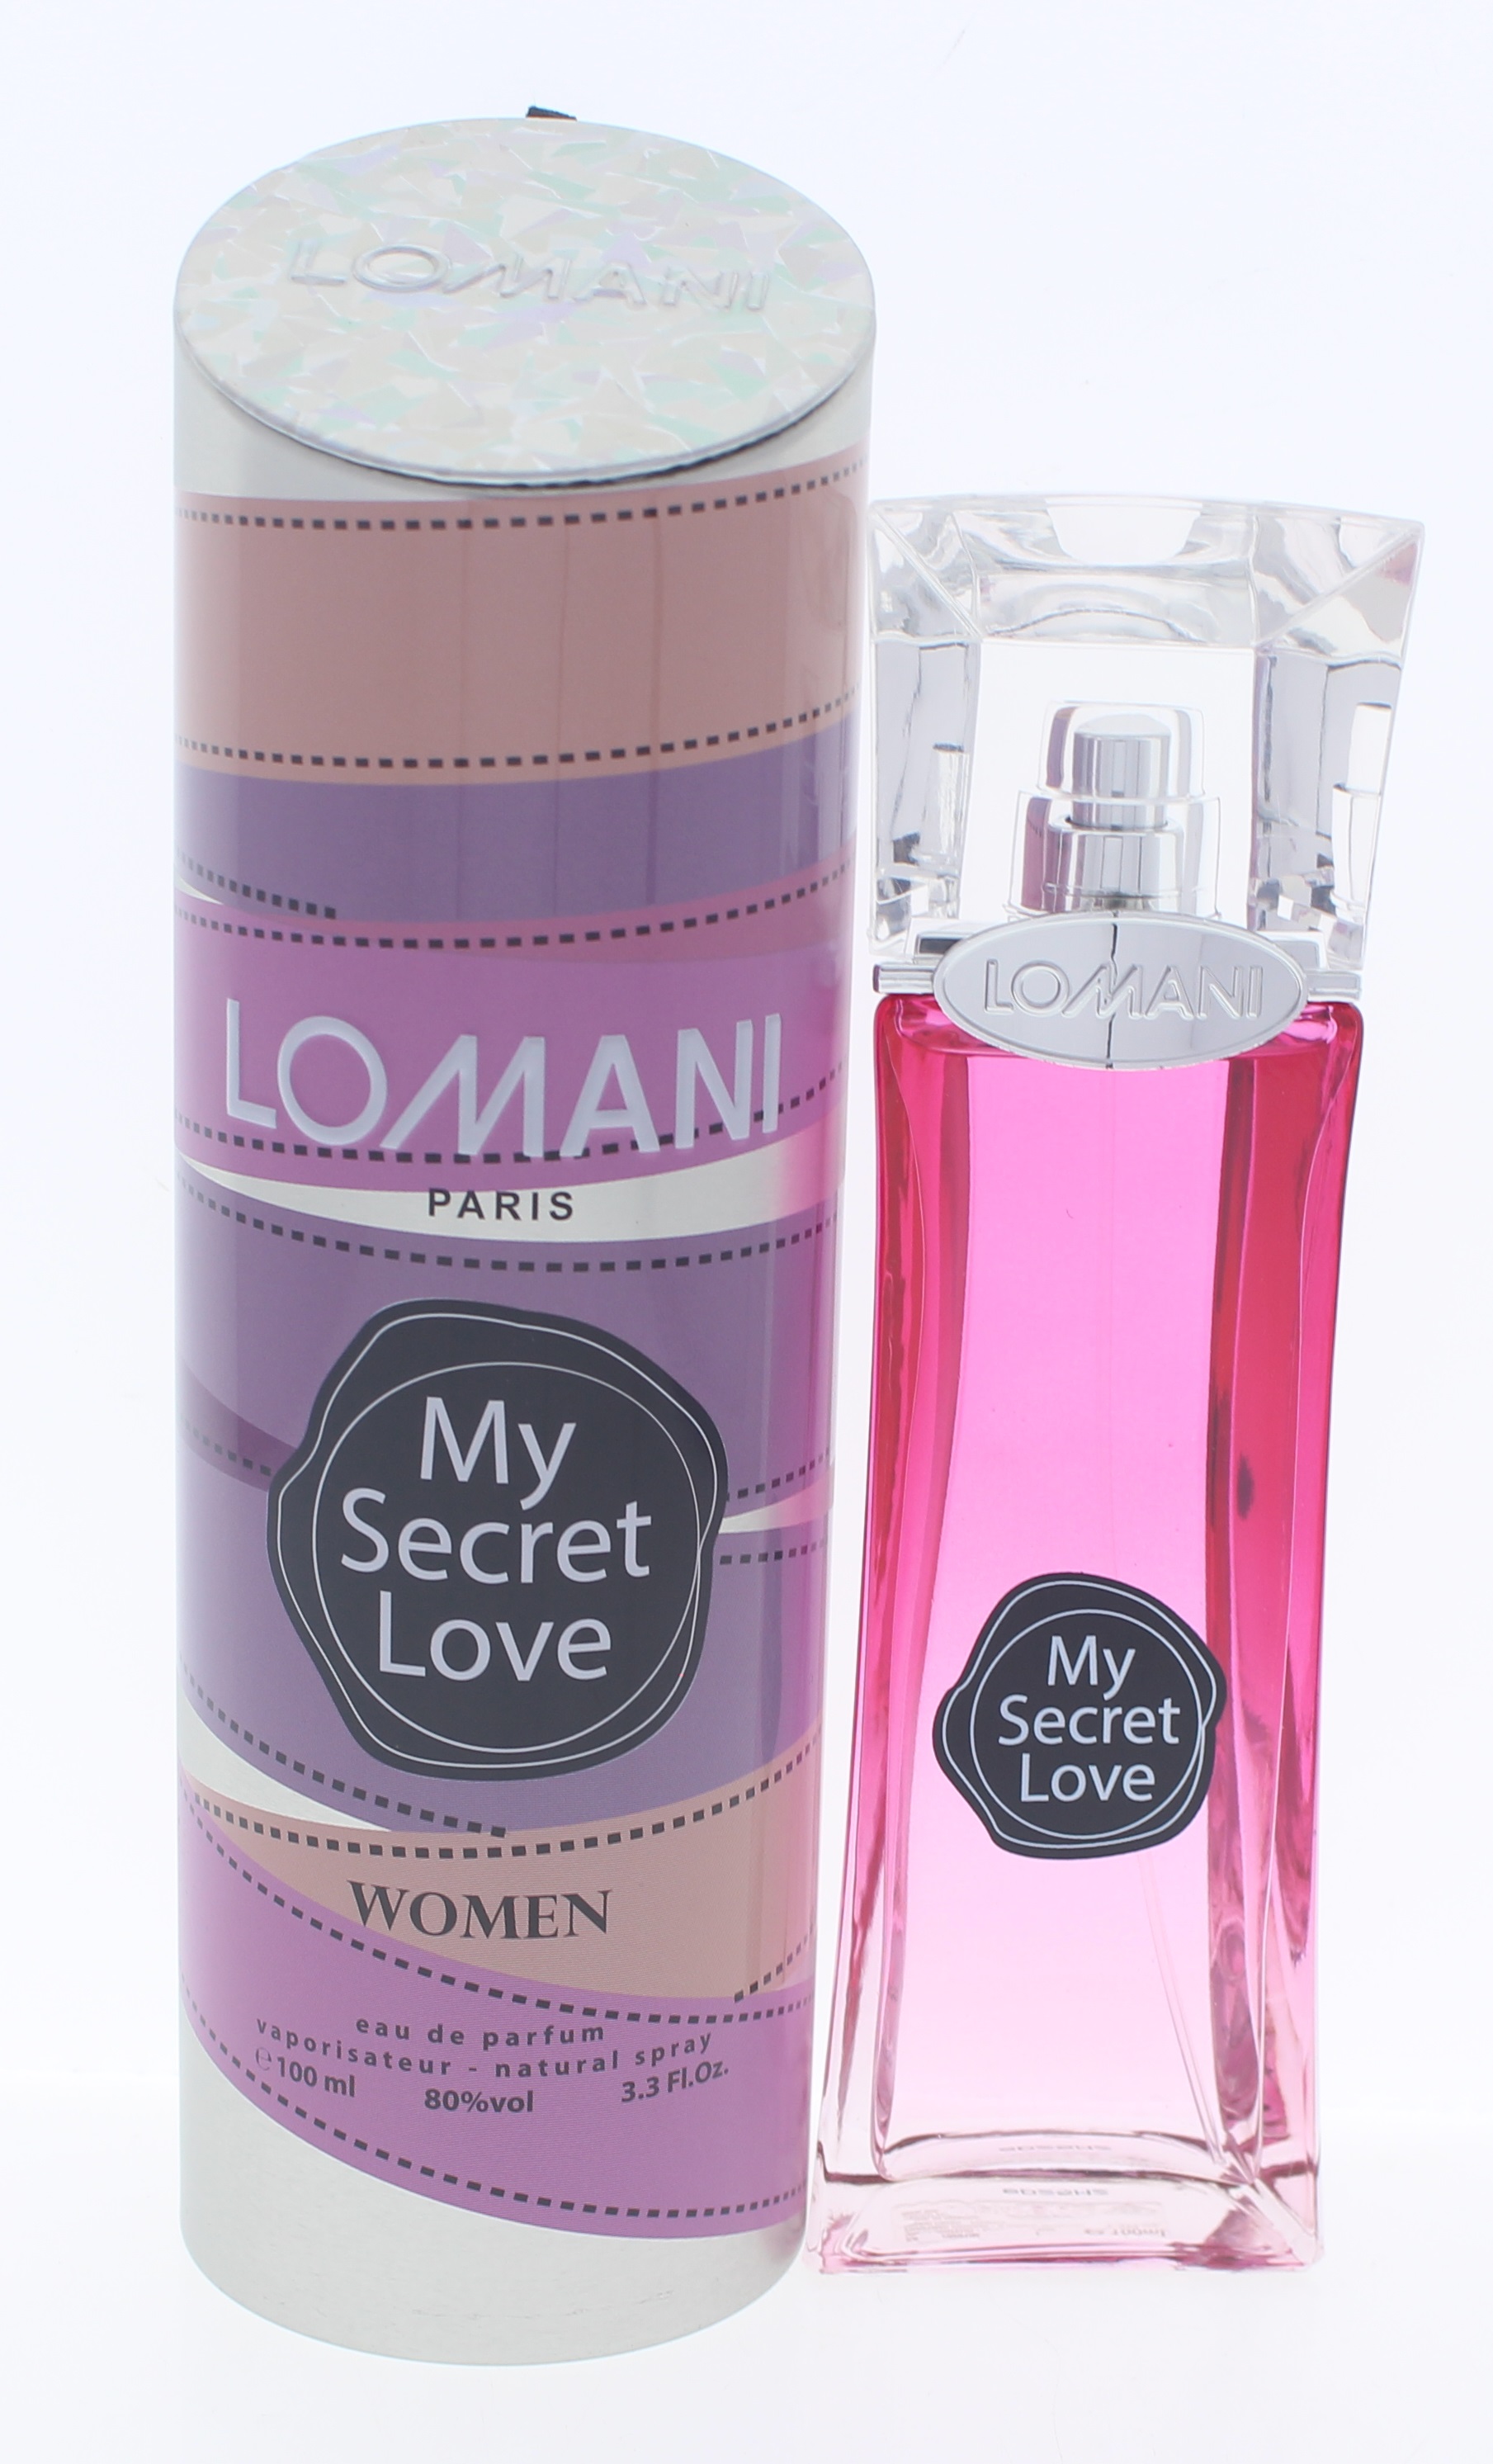 LOMANI
LOMANI
PARIS
My
Secret
Love
WOMEN
eau de parfum
vaporisateur - natural spray
℮100 ml 80%vol 3.3 Fl.Oz.
LOMANI
My
Secret
Love